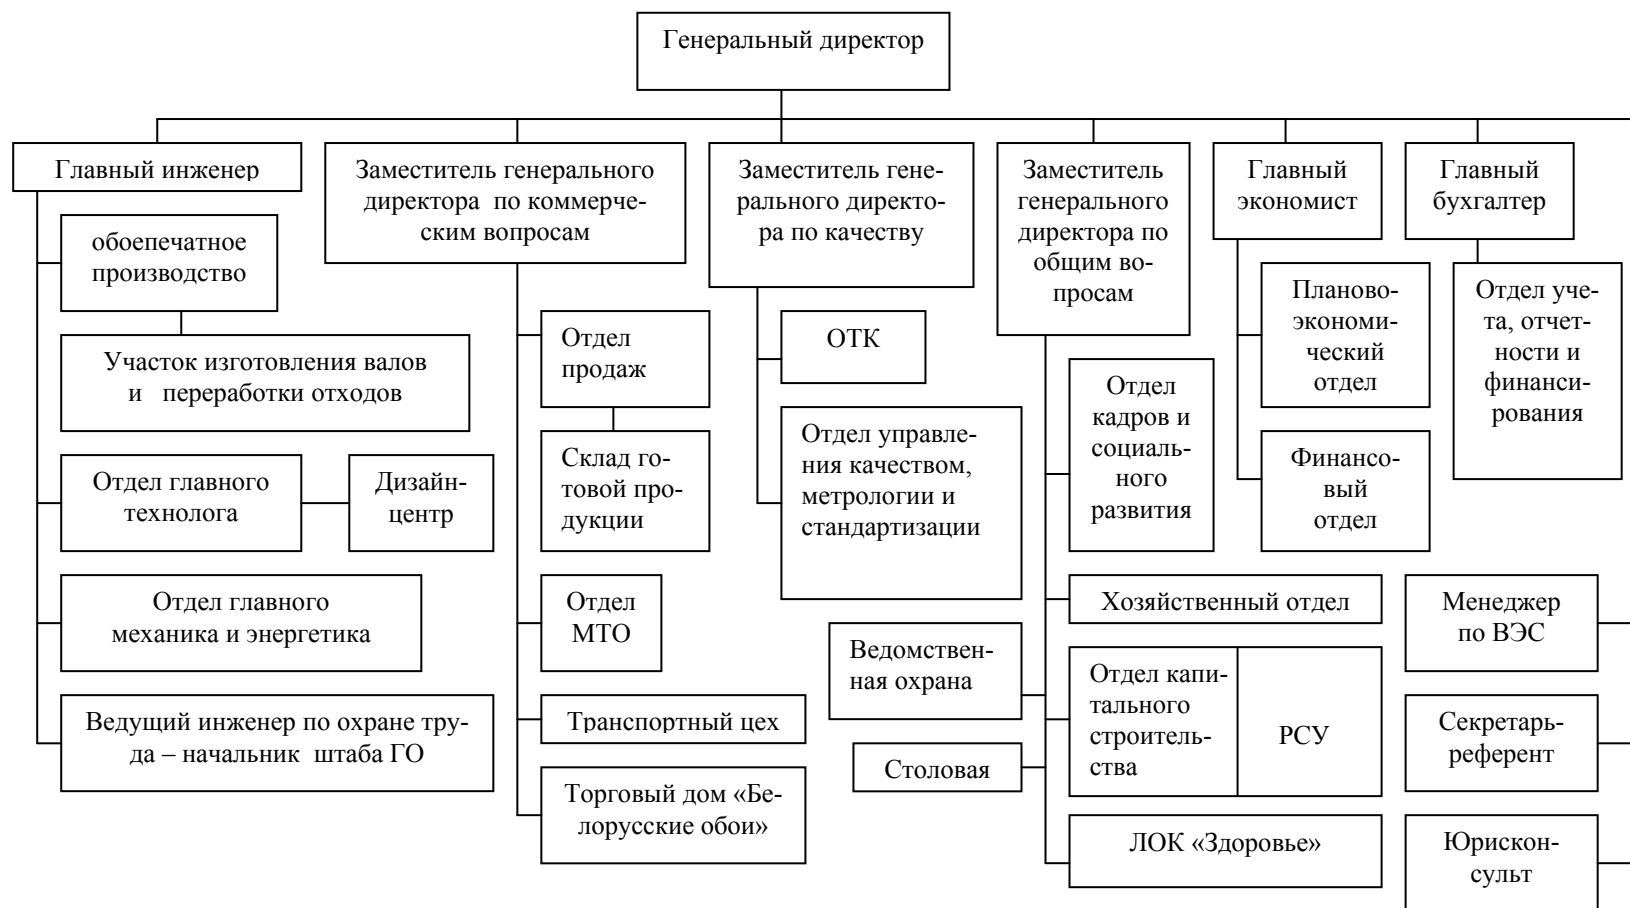 Генеральный директор
Главный инженер
Заместитель генерального
директора по коммерче-
ским вопросам
Заместитель гене-
рального директо-
ра по качеству
Заместитель
генерального
директора по
общим во-
просам
Главный
экономист
Главный
бухгалтер
обоепечатное
производство
Участок изготовления валов
и переработки отходов
Отдел главного
технолога
Дизайн-
центр
Отдел главного
механика и энергетика
Ведущий инженер по охране тру-
да – начальник штаба ГО
Отдел
продаж
Склад го-
товой про-
дукции
Отдел
МТО
Транспортный цех
Торговый дом «Бе-
лорусские обои»
ОТК
Отдел управле-
ния качеством,
метрологии и
стандартизации
Отдел
кадров и
социаль-
ного
развития
Хозяйственный отдел
Ведомствен-
ная охрана
Отдел капи-
тального
строитель-
ства
РСУ
Столовая
ЛОК «Здоровье»
Планово-
экономи-
ческий
отдел
Финансо-
вый
отдел
Отдел уче-
та, отчет-
ности и
финанси-
рования
Менеджер
по ВЭС
Секретарь-
референт
Юрискон-
сульт